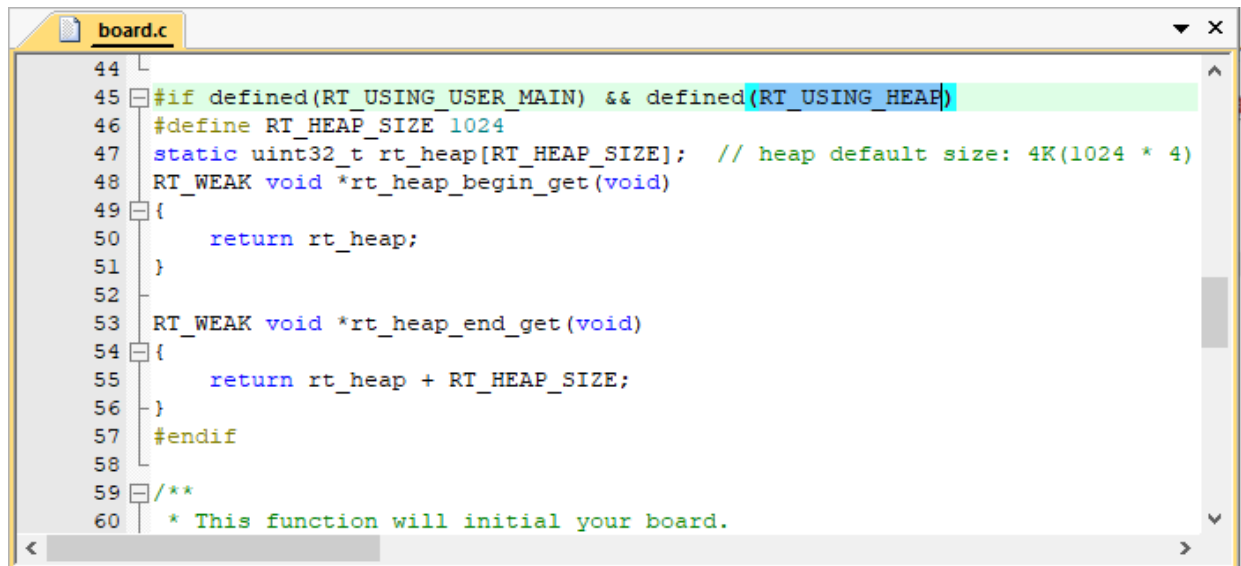 board.c
44
45 #if defined(RT_USING_USER_MAIN) && defined(RT_USING_HEAP)
46 #define RT_HEAP_SIZE 1024
47 static uint32_t rt_heap[RT_HEAP_SIZE];  // heap default size: 4K(1024 * 4)
48 RT_WEAK void *rt_heap_begin_get(void)
49 {
50     return rt_heap;
51 }
52
53 RT_WEAK void *rt_heap_end_get(void)
54 {
55     return rt_heap + RT_HEAP_SIZE;
56 }
57 #endif
58
59 /**
60  * This function will initial your board.